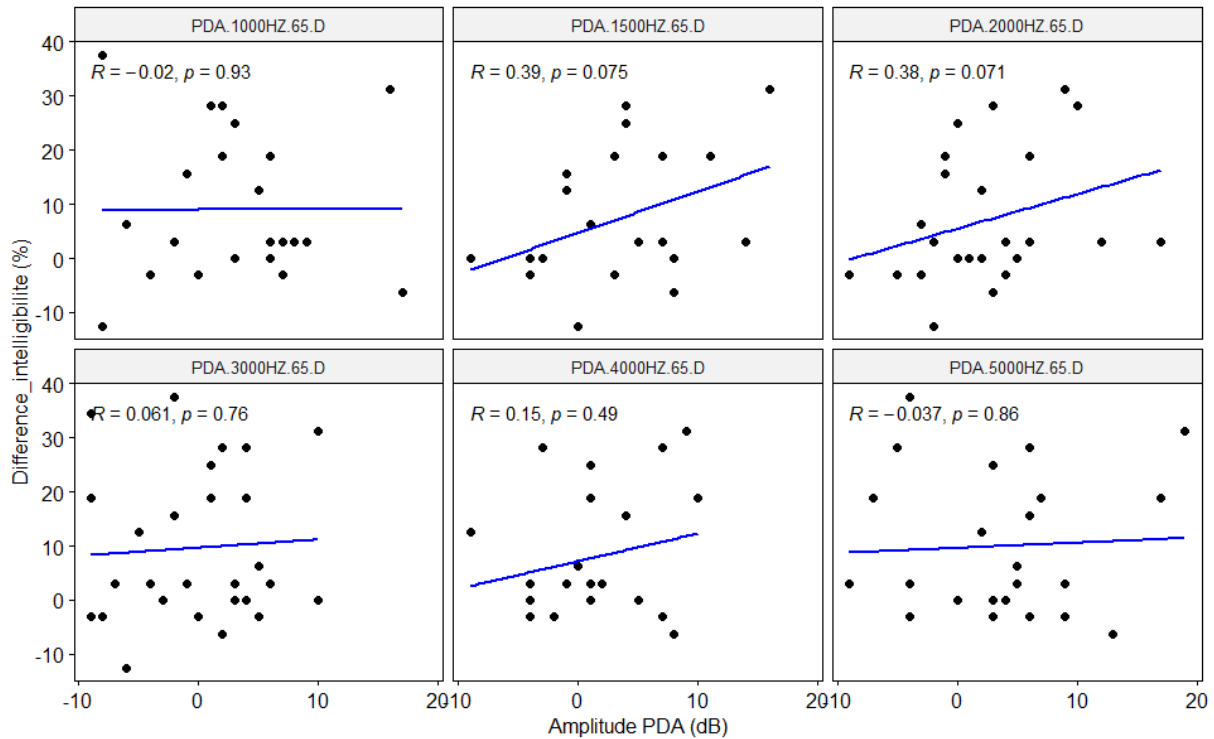 PDA.1000HZ.65.D PDA.1500HZ.65.D PDA.2000HZ.65.D
R = −0.02, p = 0.93 R = 0.39, p = 0.075 R = 0.38, p = 0.071
40
30
20
10
0
-10
PDA.3000HZ.65.D PDA.4000HZ.65.D PDA.5000HZ.65.D
R = 0.061, p = 0.76 R = 0.15, p = 0.49 R = −0.037, p = 0.86
40
30
20
10
0
-10
-10 0 10 20 -10 0 10 20 -10 0 10 20
Difference_intelligibilite (%)
Amplitude PDA (dB)